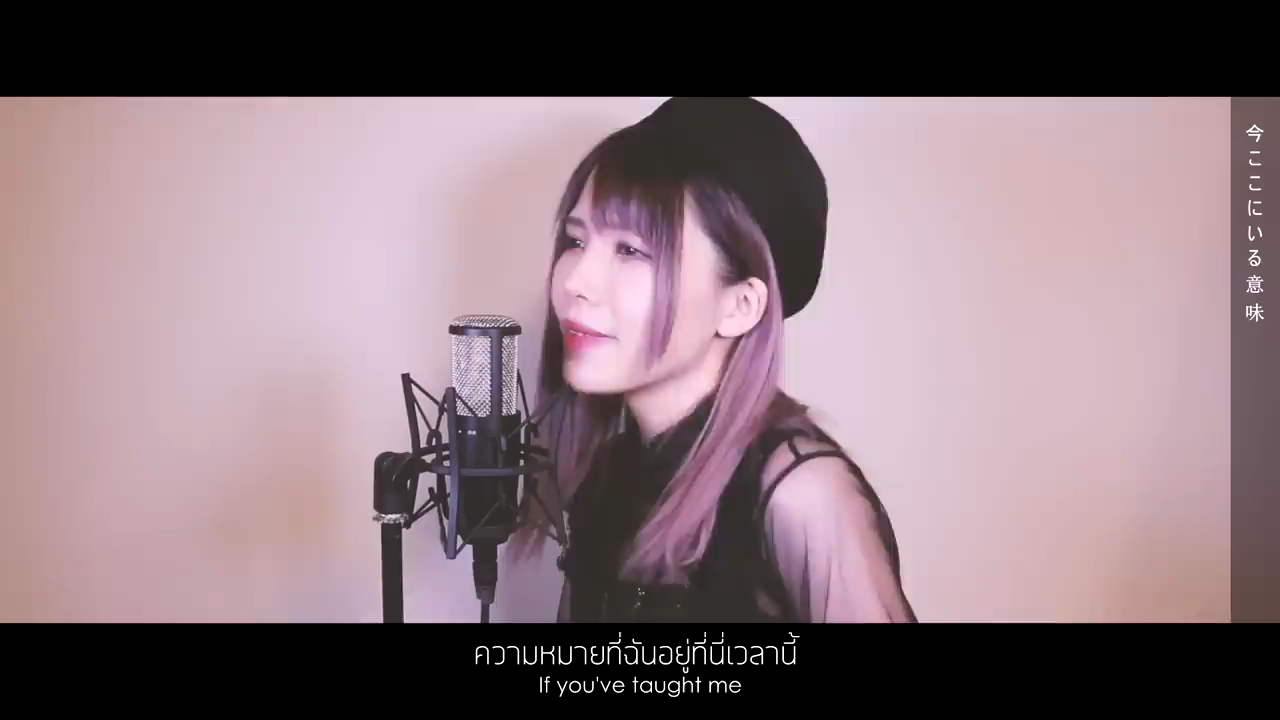 今ここにいる意味
ความหมายที่ฉันอยู่ที่นี่เวลานี้
If you've taught me